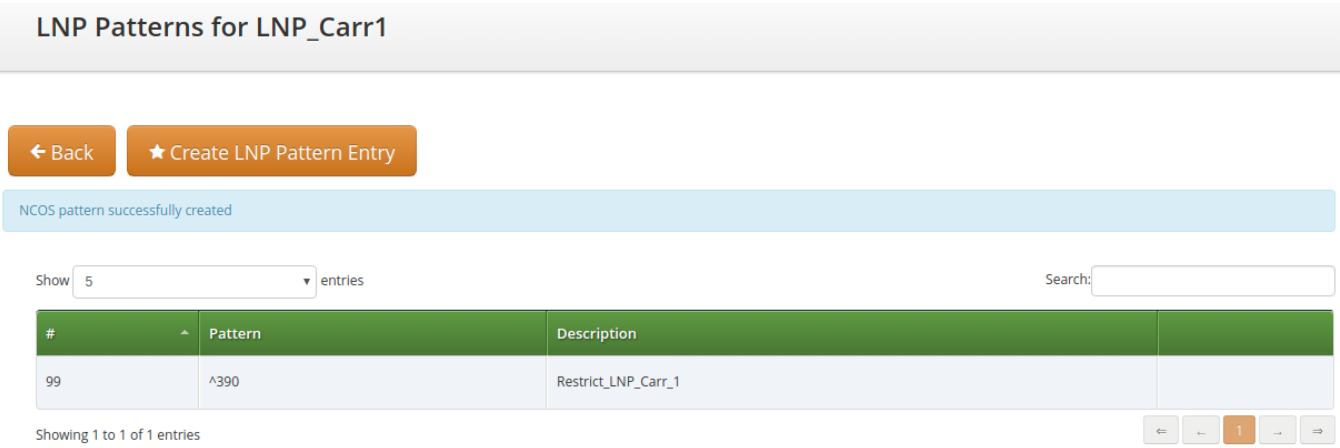 LNP Patterns for LNP_Carr1
Back
Create LNP Pattern Entry
NCOS pattern successfully created
Show 5 entries
Search:
# Pattern Description
99 ^390 Restrict_LNP_Carr_1
Showing 1 to 1 of 1 entries
⇐ ← 1 → ⇒